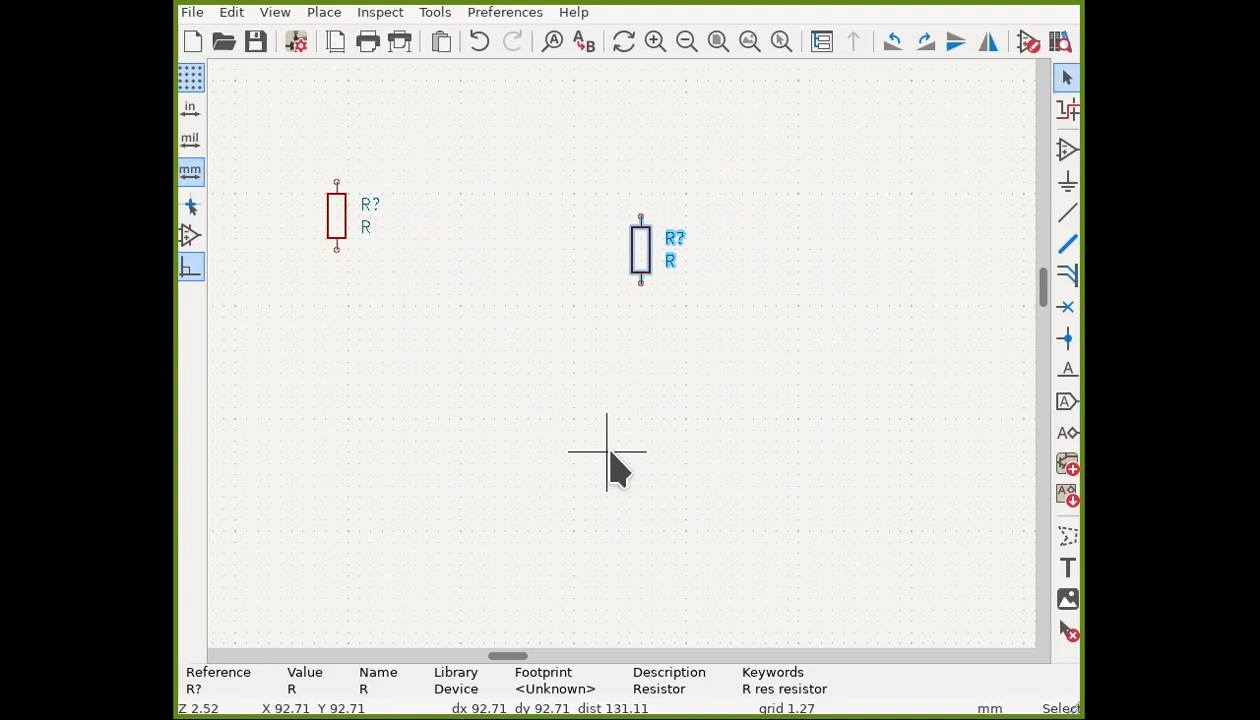 File Edit View Place Inspect Tools Preferences Help
A A B
in
mil
mm
R?
R
R?
R
A
A
A
A
T
Reference Value Name Library Footprint Description Keywords
R? R R Device <Unknown> Resistor R res resistor
Z 2.52 X 92.71 Y 92.71 dx 92.71 dy 92.71 dist 131.11 grid 1.27 mm Select